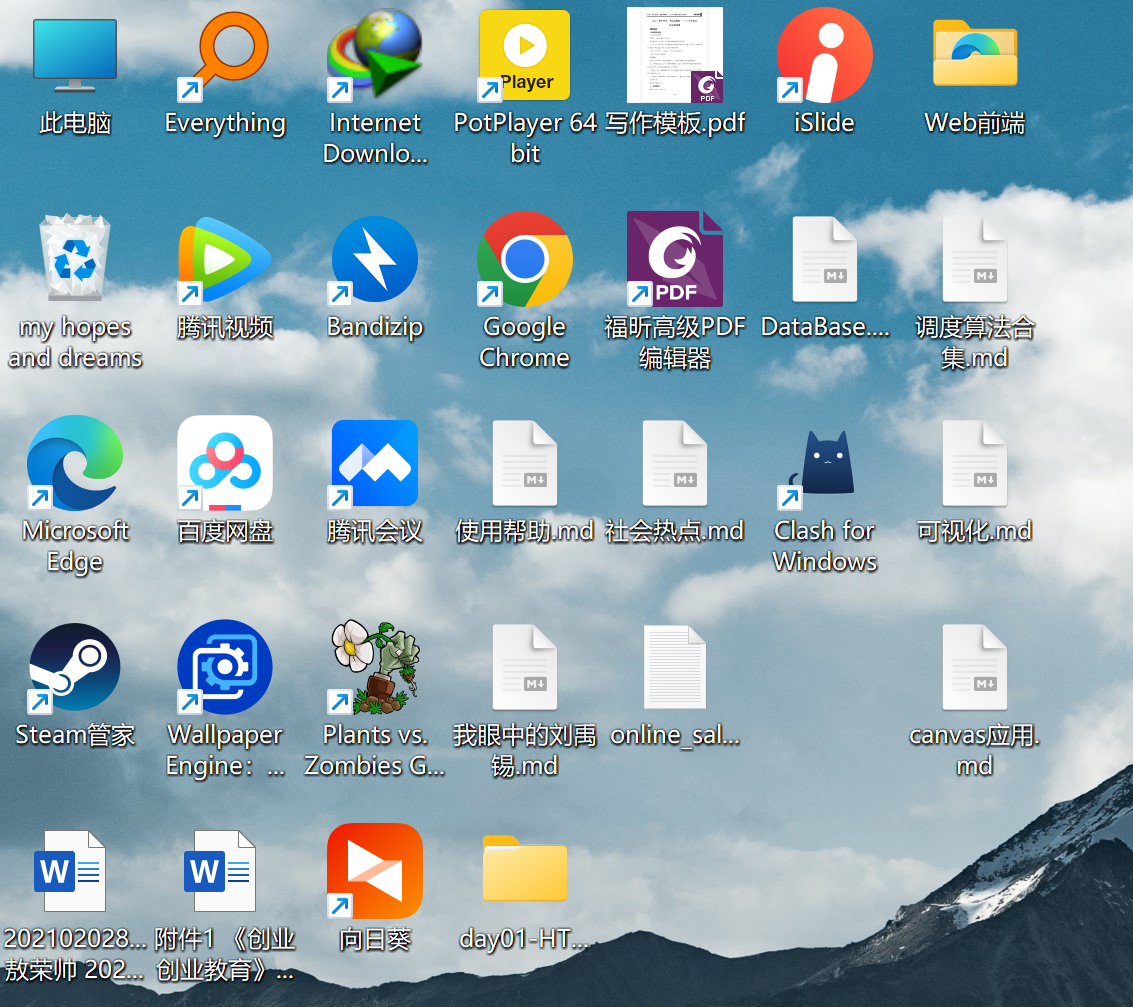 此电脑
Everything
Internet
Downlo...
Player
PotPlayer 64
bit
PDF
写作模板.pdf
iSlide
Web前端
my hopes
and dreams
腾讯视频
Bandizip
Google
Chrome
PDF
福昕高级PDF
编辑器
M↓
DataBase....
M↓
调度算法合
集.md
Microsoft
Edge
百度网盘
腾讯会议
M↓
使用帮助.md
M↓
社会热点.md
Clash for
Windows
M↓
可视化.md
Steam管家
Wallpaper
Engine：...
Plants vs.
Zombies G...
M↓
我眼中的刘禹
锡.md
online_sal...
M↓
canvas应用.
md
W
202102028...
敖荣帅 202...
W
附件1 《创业
创业教育》...
向日葵
day01-HT...